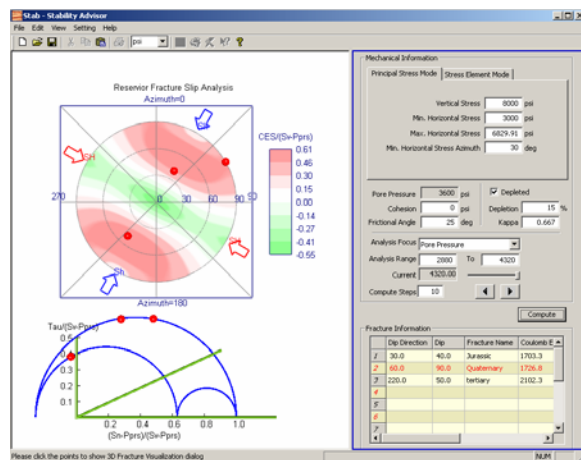 Stab - Stability Advisor
File Edit View Setting Help
psi
Reservior Fracture Slip Analysis
Azimuth=0
CES/(Sv-Pprs)
Sh
SH
0.61
0.46
0.30
0.15
0.00
-0.14
-0.27
-0.41
-0.55
270
0 30 60 90
SH
Sh
Azimuth=180
Tau/(Sv-Pprs)
0.6
0.5
0.4
0.3
0.2
0.1
0.2 0.4 0.6 0.8 1.0
(Sn-Pprs)/(Sv-Pprs)
Mechanical Information
Principal Stress Mode Stress Element Mode
Vertical Stress 8000 psi
Min. Horizontal Stress 3000 psi
Max. Horizontal Stress 6829.91 psi
Min. Horizontal Stress Azimuth 30 deg
Pore Pressure 3600 psi Depleted
Cohesion 0 psi Depletion 15 %
Frictional Angle 25 deg Kappa 0.667
Analysis Focus Pore Pressure
Analysis Range 2880 To 4320
Current 4320.00
Compute Steps 10
Compute
Fracture Information
Dip Direction Dip Fracture Name Coulomb E
1 30.0 40.0 Jurassic 1703.3
2 60.0 90.0 Quaternary 1726.8
3 220.0 50.0 tertiary 2102.3
4
5
6
7
Please click the points to show 3D Fracture Visualization dialog
NUM